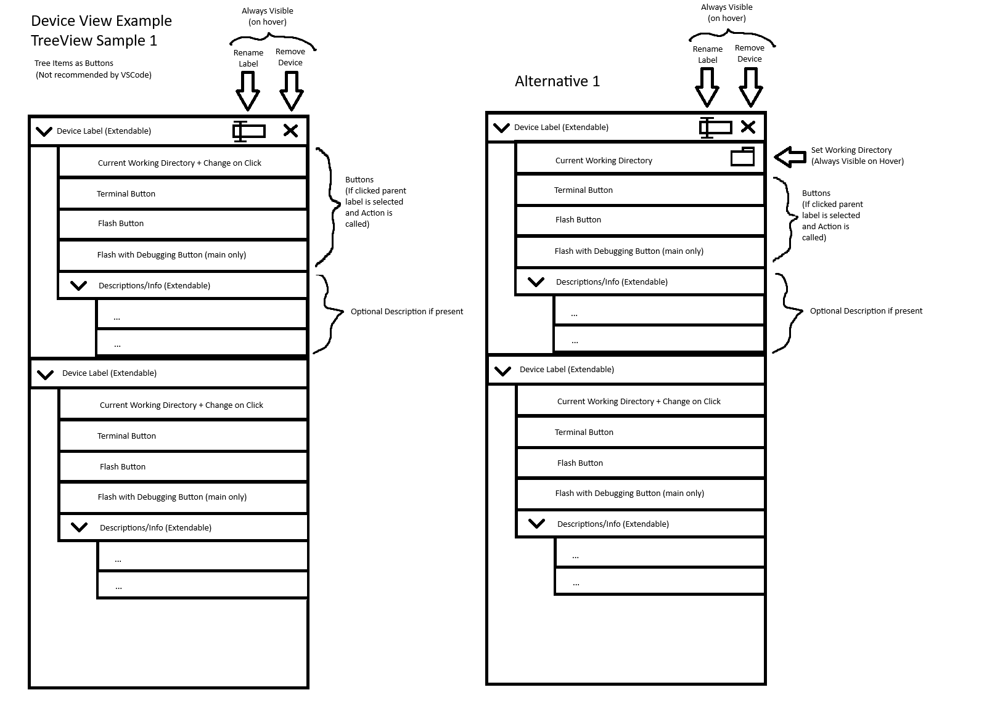 Device View Example
TreeView Sample 1
Tree Items as Buttons
(Not recommended by VSCode)
Always Visible
(on hover)
Rename
Label
Remove
Device
Device Label (Extendable)
Current Working Directory + Change on Click
Terminal Button
Flash Button
Flash with Debugging Button (main only)
Descriptions/Info (Extendable)
...
...
Buttons
(If clicked parent
label is selected
and Action is
called)
Optional Description if present
Device Label (Extendable)
Current Working Directory + Change on Click
Terminal Button
Flash Button
Flash with Debugging Button (main only)
Descriptions/Info (Extendable)
...
...
Alternative 1
Always Visible
(on hover)
Rename
Label
Remove
Device
Device Label (Extendable)
Current Working Directory
Set Working Directory
(Always Visible on Hover)
Terminal Button
Flash Button
Flash with Debugging Button (main only)
Descriptions/Info (Extendable)
...
...
Buttons
(If clicked parent
label is selected
and Action is
called)
Optional Description if present
Device Label (Extendable)
Current Working Directory + Change on Click
Terminal Button
Flash Button
Flash with Debugging Button (main only)
Descriptions/Info (Extendable)
...
...